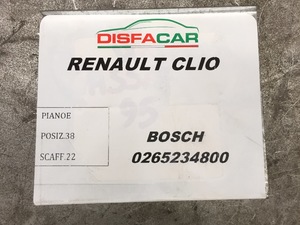 DISFACAR
RENAULT CLIO
PIANOE
POSIZ.38
SCAFF.22
BOSCH
0265234800